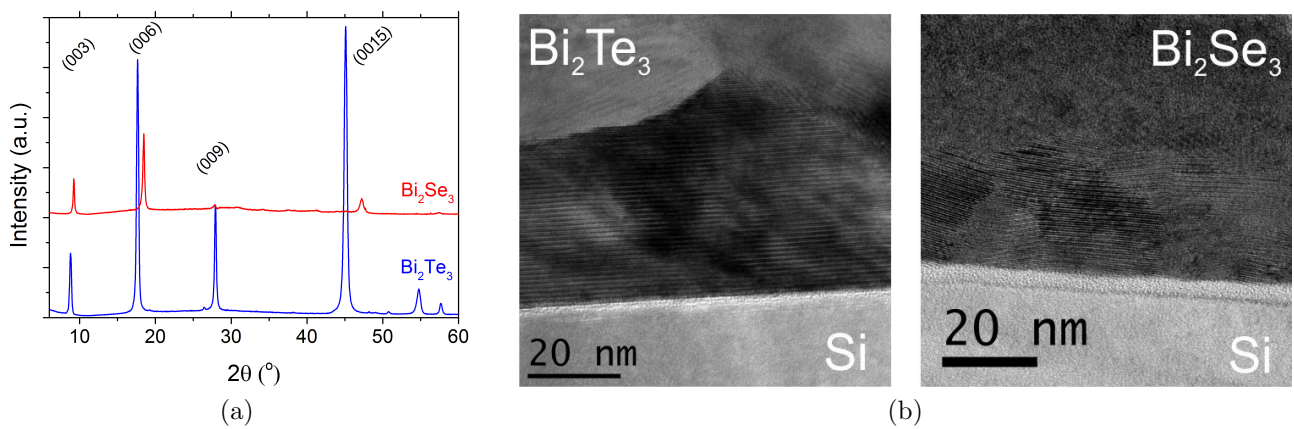 (003)
(006)
(009)
(0015)
Bi2Se3
Bi2Te3
Intensity (a.u.)
10 20 30 40 50 60
2θ (°)
(a)
Bi2Te3
20 nm
Si
Bi2Se3
20 nm
Si
(b)